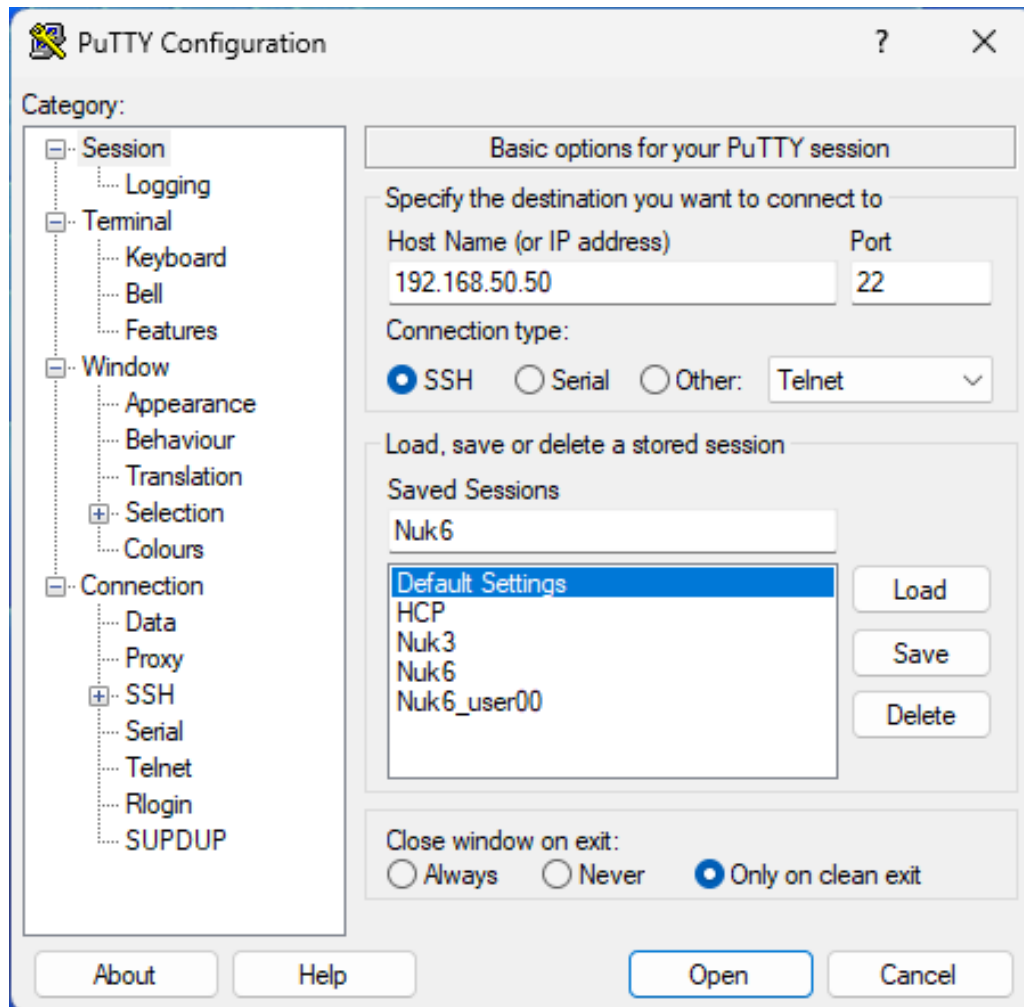 PuTTY Configuration
?
Category:
Session
Logging
Terminal
Keyboard
Bell
Features
Window
Appearance
Behaviour
Translation
Selection
Colours
Connection
Data
Proxy
SSH
Serial
Telnet
Rlogin
SUPDUP
Basic options for your PuTTY session
Specify the destination you want to connect to
Host Name (or IP address) Port
192.168.50.50 22
Connection type:
SSH Serial Other: Telnet
Load, save or delete a stored session
Saved Sessions
Nuk6
Default Settings
HCP
Nuk3
Nuk6
Nuk6_user00
Load
Save
Delete
Close window on exit:
Always Never Only on clean exit
About Help Open Cancel